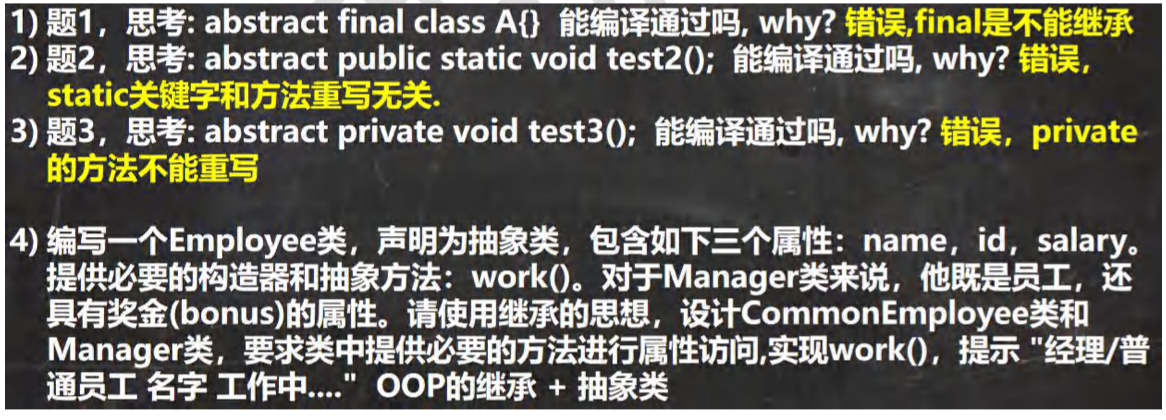 1) 题1，思考: abstract final class A{}  能编译通过吗, why? 错误,final是不能继承
2) 题2，思考: abstract public static void test2();  能编译通过吗, why? 错误，
static关键字和方法重写无关.
3) 题3，思考: abstract private void test3();  能编译通过吗, why? 错误，private
的方法不能重写
4) 编写一个Employee类，声明为抽象类，包含如下三个属性：name，id，salary。
提供必要的构造器和抽象方法：work()。对于Manager类来说，他既是员工，还
具有奖金(bonus)的属性。请使用继承的思想，设计CommonEmployee类和
Manager类，要求类中提供必要的方法进行属性访问,实现work()，提示 "经理/普
通员工 名字 工作中...."  OOP的继承 + 抽象类